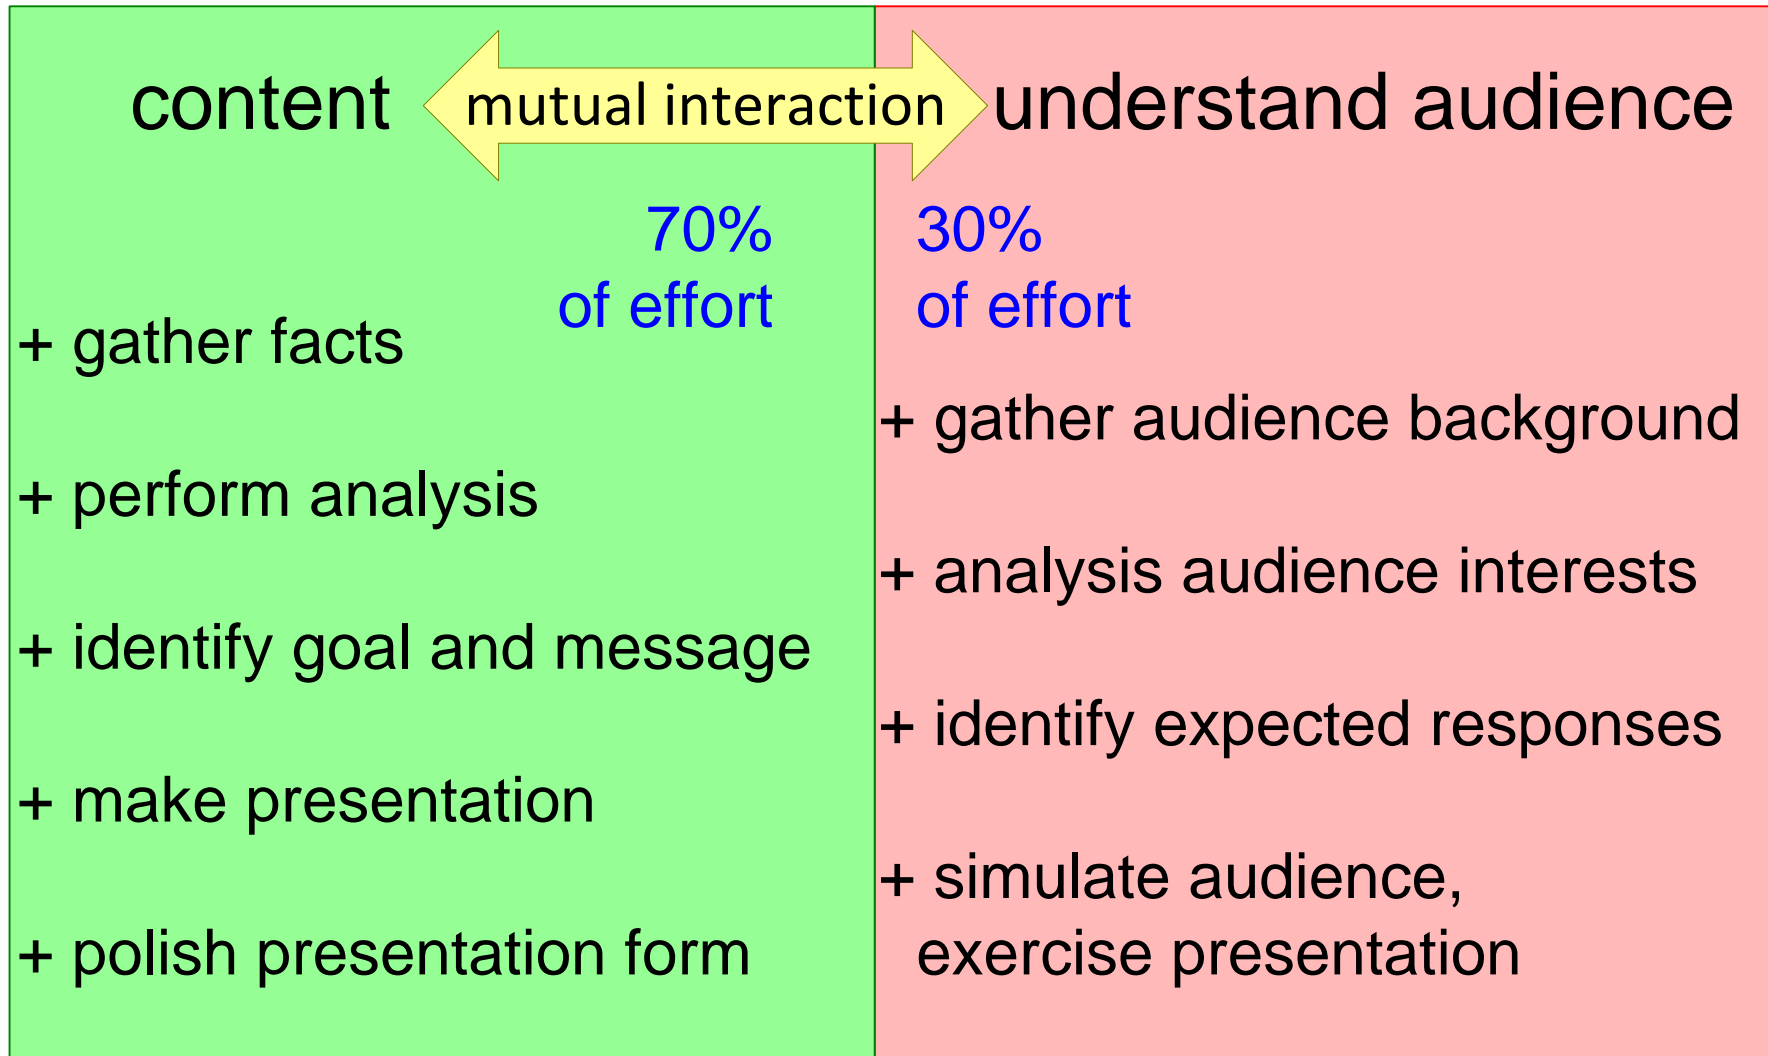 content
mutual interaction
understand audience
70%
of effort
+ gather facts
+ perform analysis
+ identify goal and message
+ make presentation
+ polish presentation form
30%
of effort
+ gather audience background
+ analysis audience interests
+ identify expected responses
+ simulate audience,
exercise presentation